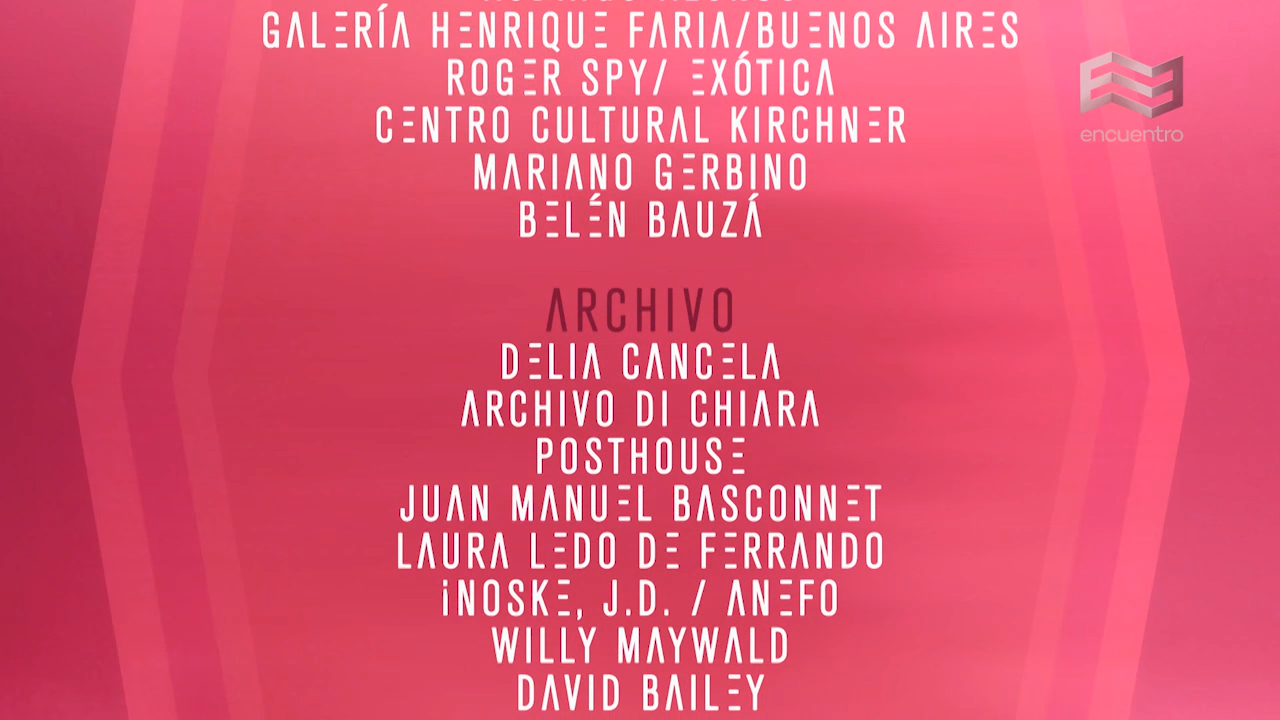 GALERÍA HENRIQUE FARIA/BUENOS AIRES
ROGER SPY/ EXÓTICA
CENTRO CULTURAL KIRCHNER
MARIANO GERBINO
BELÉN BAUZÁ
encuentro
ARCHIVO
DELIA CANCELA
ARCHIVO DI CHIARA
POSTHOUSE
JUAN MANUEL BASCONNET
LAURA LEDO DE FERRANDO
¡NOSKE, J.D. / ANEFO
WILLY MAYWALD
DAVID BAILEY